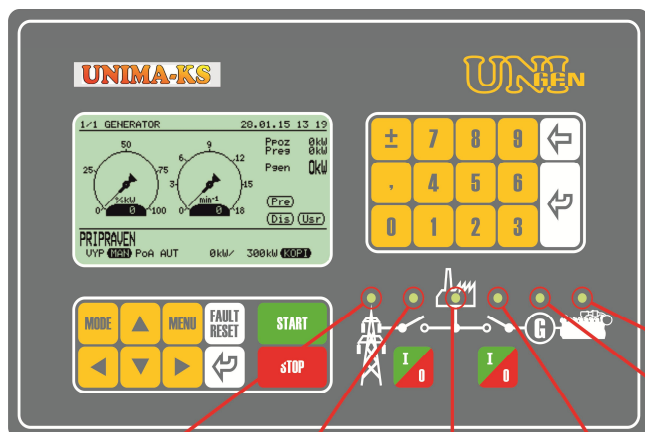 UNIMA-KS
UNIGEN
1/1 GENERATOR 28.01.15 13 19
Ppoz 0kW
Preg 0kW
Pgen 0kW
0 25 50 75 100
%kW
0
0 3 6 9 12 15 18
min⁻¹
0
Pre
Dis Usr
PRIPRAVEN
VYP MAN PoA AUT 0kW/ 300kW KOPI
± 7 8 9
, 4 5 6
0 1 2 3
MODE MENU FAULT RESET START
STOP
G
I 0
I 0